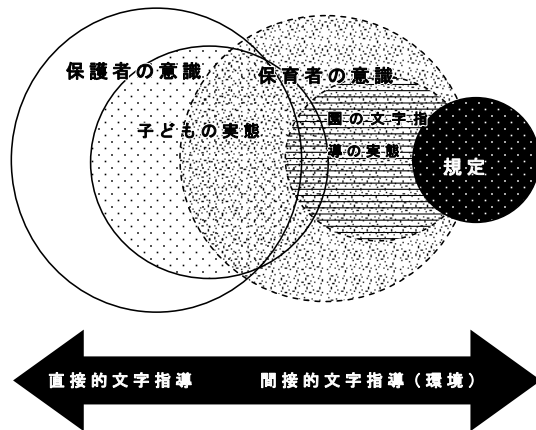 保護者の意識
保育者の意識
子どもの実態
園の文字指
導の実態
規定
直接的文字指導
間接的文字指導(環境)